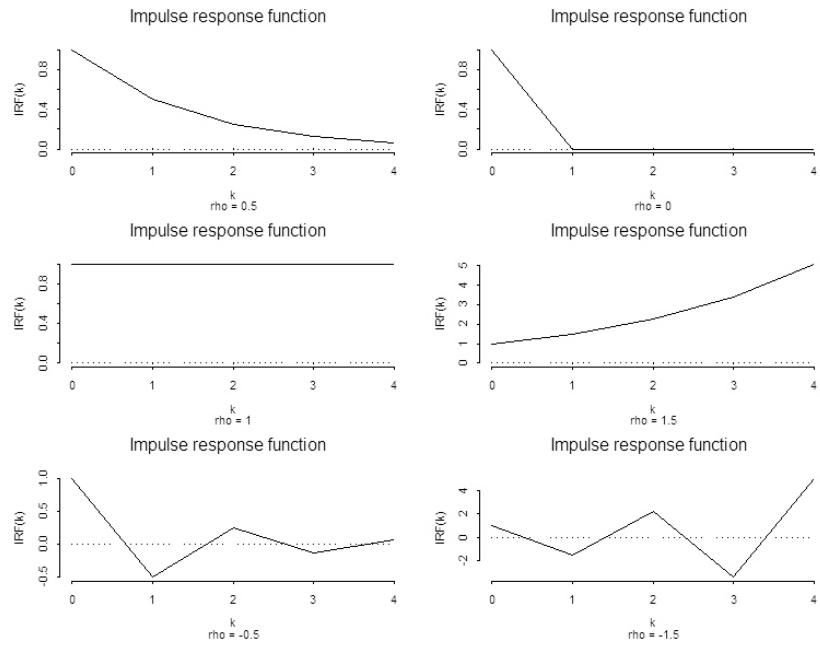 Impulse response function
IRF(k)
0.8
0.4
0.0
0 1 2 3 4
k
rho = 0.5
Impulse response function
IRF(k)
0.8
0.4
0.0
0 1 2 3 4
k
rho = 0
Impulse response function
IRF(k)
0.8
0.4
0.0
0 1 2 3 4
k
rho = 1
Impulse response function
IRF(k)
5
4
3
2
1
0
0 1 2 3 4
k
rho = 1.5
Impulse response function
IRF(k)
1.0
0.5
0.0
-0.5
0 1 2 3 4
k
rho = -0.5
Impulse response function
IRF(k)
4
2
0
-2
0 1 2 3 4
k
rho = -1.5